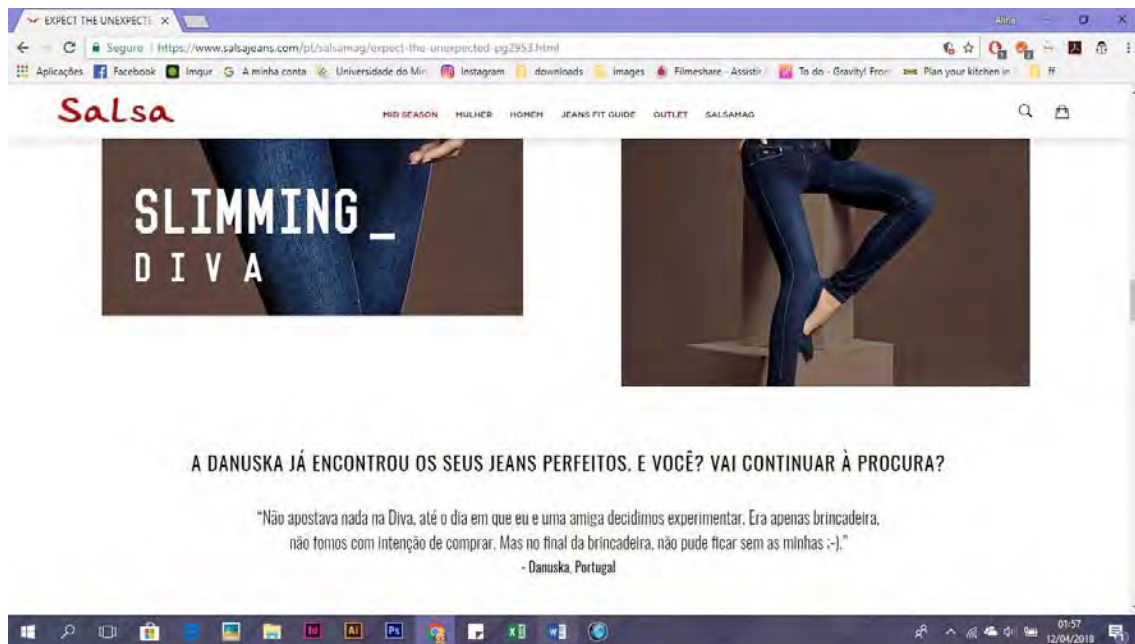 EXPECT THE UNEXPECTE
Alina
Seguro | https://www.salsajeans.com/pt/salsamag/expect-the-unexpected-pg2953.html
Aplicações Facebook Imgur A minha conta Universidade do Min Instagram downloads images Filmeshare - Assistir To do - Gravity! From Plan your kitchen in ff
Salsa MID SEASON MULHER HOMEM JEANS FIT GUIDE OUTLET SALSAMAG
SLIMMING_
DIVA
A DANUSKA JÁ ENCONTROU OS SEUS JEANS PERFEITOS. E VOCÊ? VAI CONTINUAR À PROCURA?
“Não apostava nada na Diva, até o dia em que eu e uma amiga decidimos experimentar. Era apenas brincadeira,
não fomos com intenção de comprar. Mas no final da brincadeira, não pude ficar sem as minhas ;-).”
- Danuska, Portugal
Id Ai Ps
01:57
12/04/2018